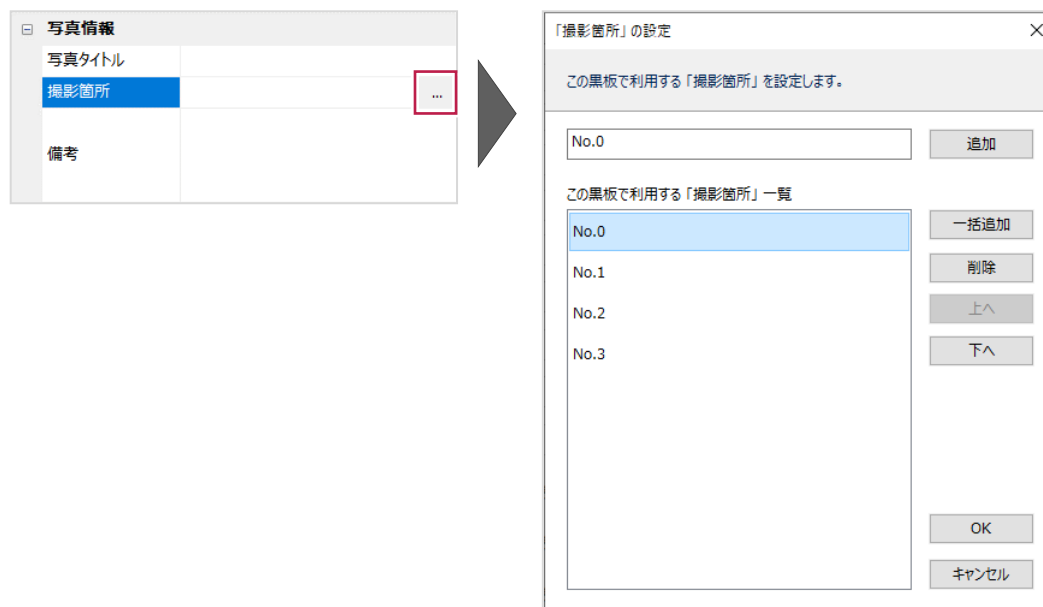 写真情報
写真タイトル
撮影箇所
...
備考
「撮影箇所」の設定
この黒板で利用する「撮影箇所」を設定します。
No.0
追加
この黒板で利用する「撮影箇所」一覧
No.0
No.1
No.2
No.3
一括追加
削除
上へ
下へ
OK
キャンセル